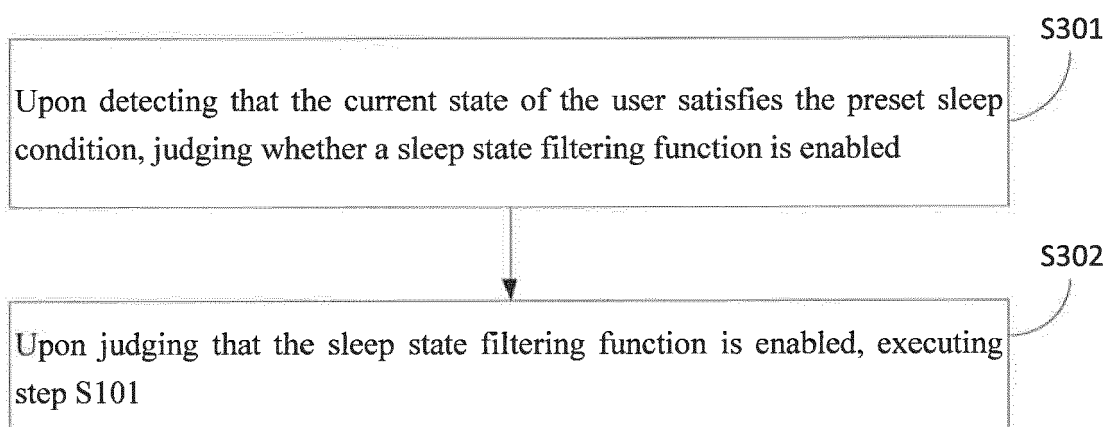 S301
Upon detecting that the current state of the user satisfies the preset sleep
condition, judging whether a sleep state filtering function is enabled
S302
Upon judging that the sleep state filtering function is enabled, executing
step S101